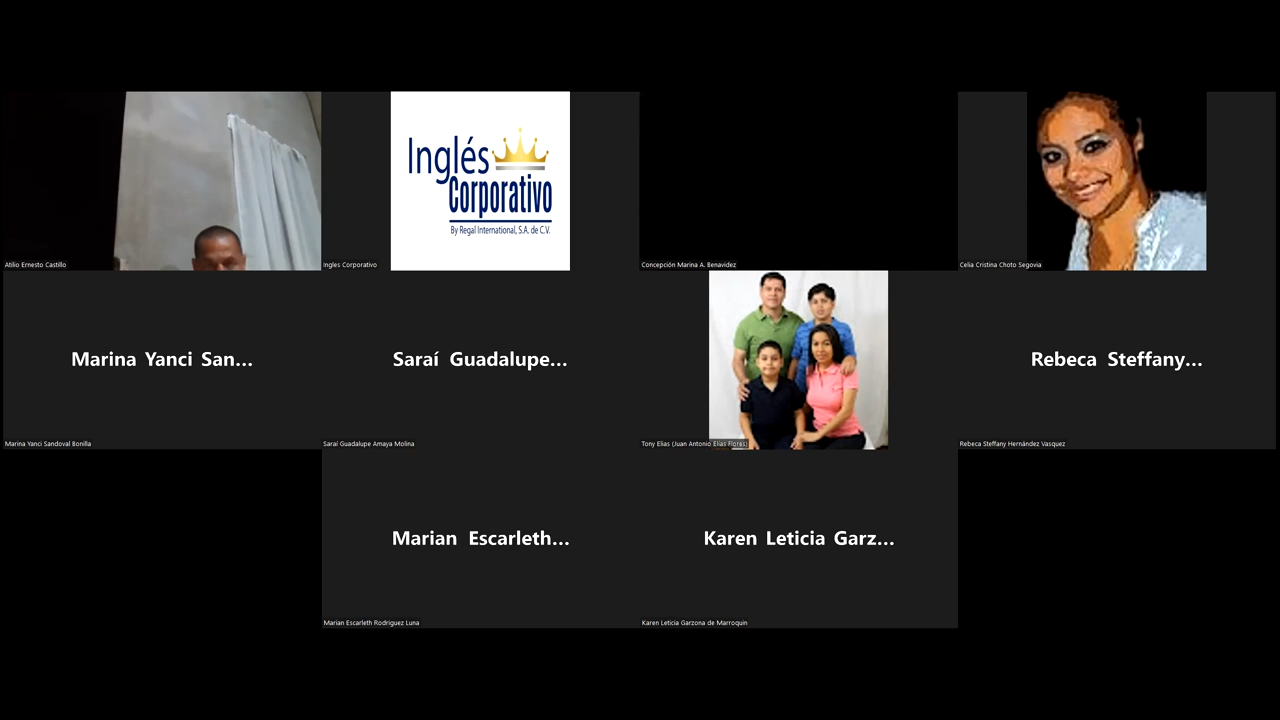 Inglés
Corporativo
By Regal International, S.A. de C.V.
Atilio Ernesto Castillo
Ingles Corporativo
Concepción Marina A. Benavidez
Celia Cristina Choto Segovia
Marina Yanci San...
Saraí Guadalupe...
Rebeca Steffany...
Marina Yanci Sandoval Bonilla
Saraí Guadalupe Amaya Molina
Tony Elias (Juan Antonio Elías Flores)
Rebeca Steffany Hernández Vasquez
Marian Escarleth...
Karen Leticia Garz...
Marian Escarleth Rodriguez Luna
Karen Leticia Garzona de Marroquin